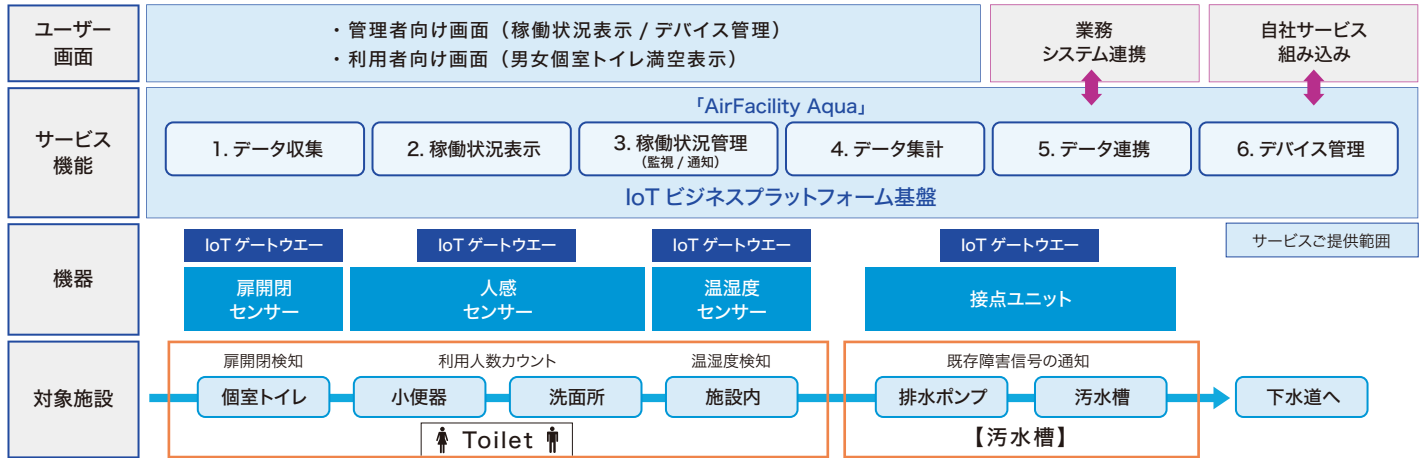 ユーザー
画面
・管理者向け画面（稼働状況表示 / デバイス管理）
・利用者向け画面（男女個室トイレ満空表示）
業務
システム連携
自社サービス
組み込み
サービス
機能
「AirFacility Aqua」
1. データ収集
2. 稼働状況表示
3. 稼働状況管理
（監視 / 通知）
4. データ集計
5. データ連携
6. デバイス管理
IoT ビジネスプラットフォーム基盤
機器
IoT ゲートウエー
IoT ゲートウエー
IoT ゲートウエー
IoT ゲートウエー
サービスご提供範囲
扉開閉
センサー
人感
センサー
温湿度
センサー
接点ユニット
対象施設
扉開閉検知
利用人数カウント
温湿度検知
既存障害信号の通知
個室トイレ
小便器
洗面所
施設内
排水ポンプ
汚水槽
下水道へ
Toilet
【汚水槽】